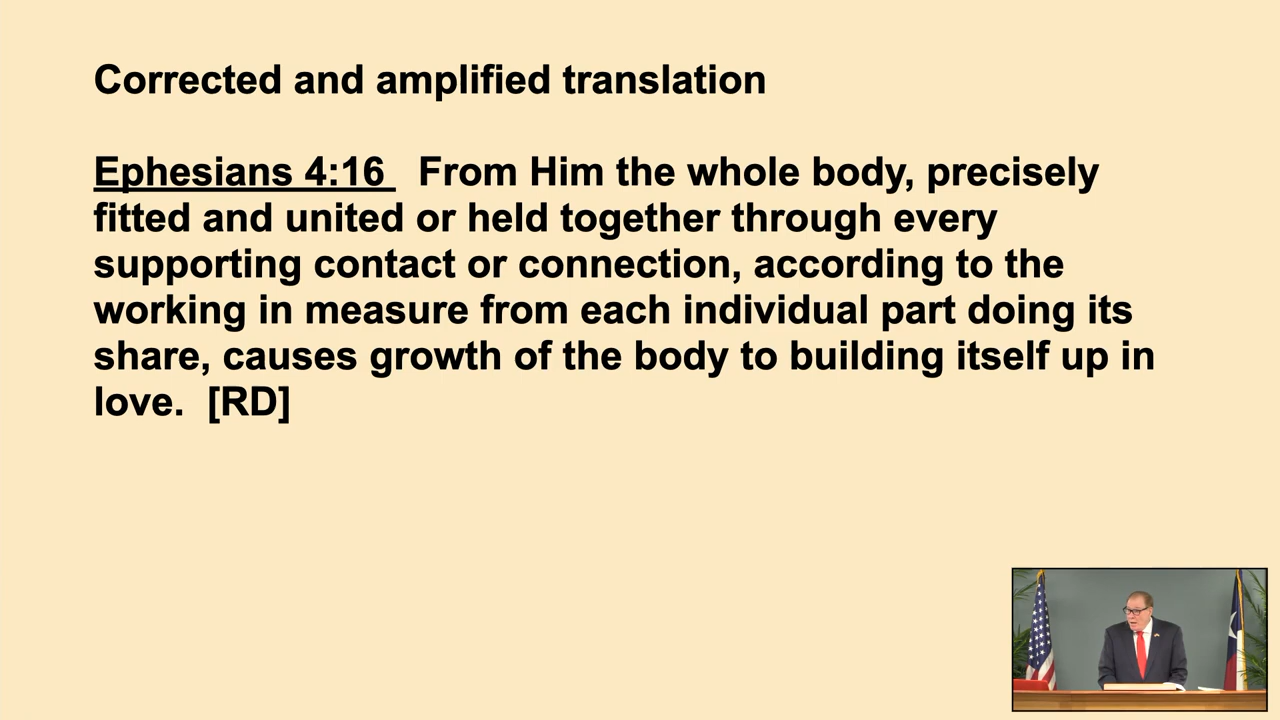 Corrected and amplified translation
Ephesians 4:16 From Him the whole body, precisely
fitted and united or held together through every
supporting contact or connection, according to the
working in measure from each individual part doing its
share, causes growth of the body to building itself up in
love. [RD]